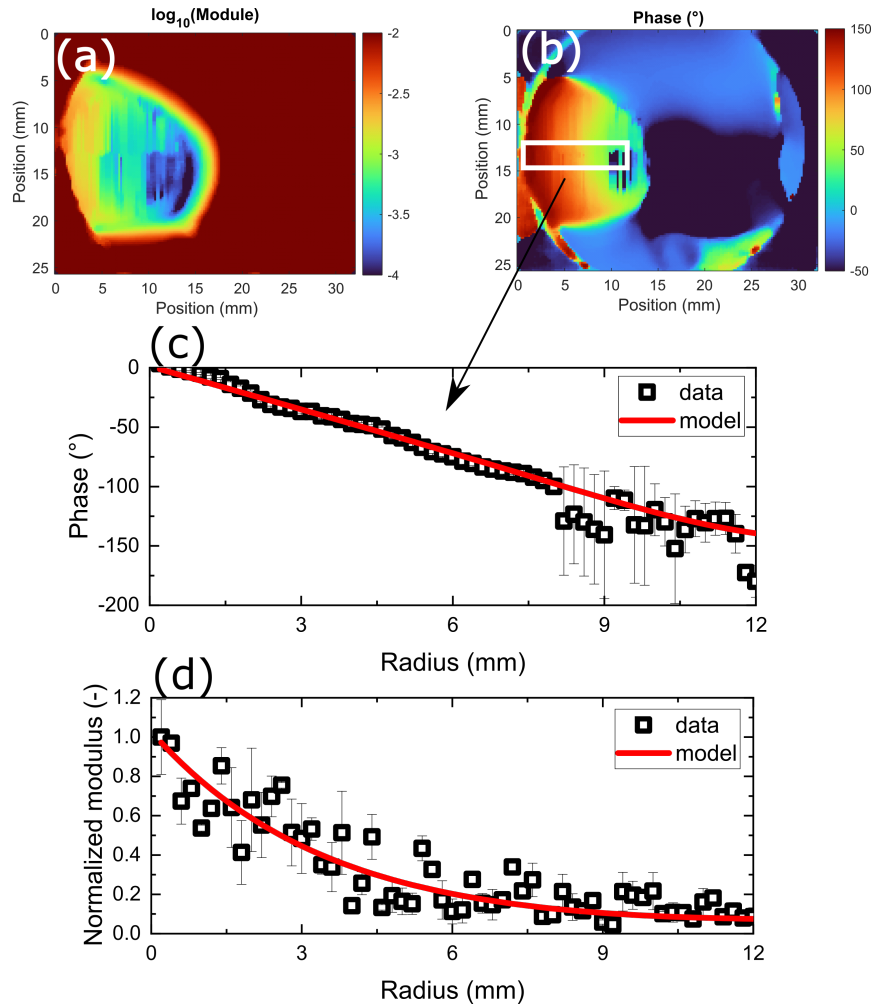 log10(Module)
Phase (°)
(a)
0
5
10
15
20
25
Position (mm)
0 5 10 15 20 25 30
Position (mm)
-2
-2.5
-3
-3.5
-4
(b)
0
5
10
15
20
25
Position (mm)
0 5 10 15 20 25 30
Position (mm)
150
100
50
0
-50
(c)
0
-50
-100
-150
-200
Phase (°)
data
model
0 3 6 9 12
Radius (mm)
(d)
1.2
1.0
0.8
0.6
0.4
0.2
0.0
Normalized modulus (-)
data
model
0 3 6 9 12
Radius (mm)